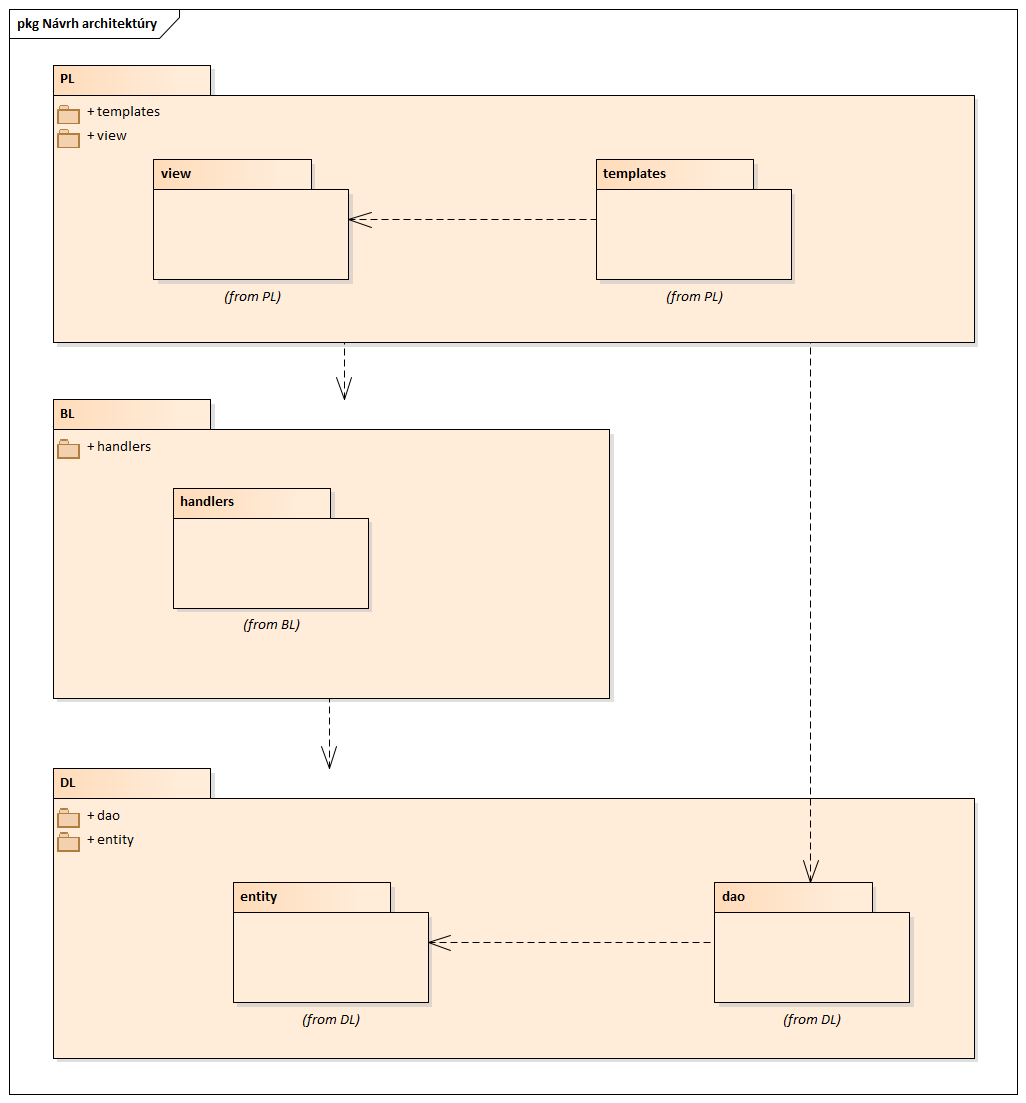 pkg Návrh architektúry
PL
+ templates
+ view
view
templates
(from PL)
(from PL)
BL
+ handlers
handlers
(from BL)
DL
+ dao
+ entity
entity
dao
(from DL)
(from DL)